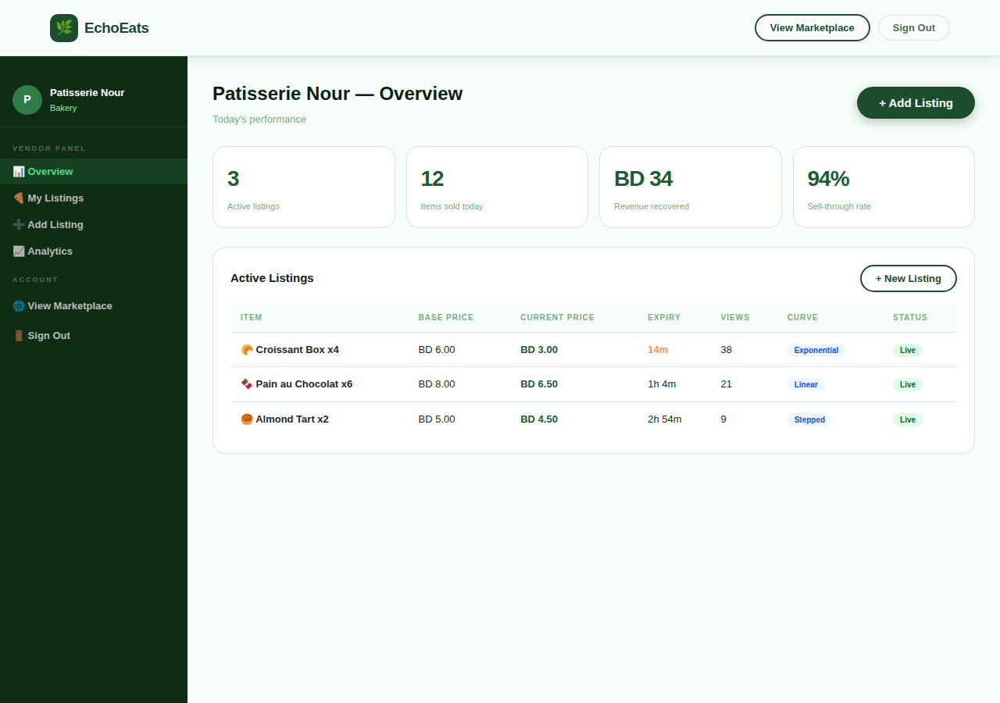 🌿 EchoEats
View Marketplace
Sign Out
P
Patisserie Nour
Bakery
VENDOR PANEL
📊 Overview
🍕 My Listings
➕ Add Listing
📈 Analytics
ACCOUNT
🌐 View Marketplace
🚪 Sign Out
Patisserie Nour — Overview
Today's performance
+ Add Listing
3
Active listings
12
Items sold today
BD 34
Revenue recovered
94%
Sell-through rate
Active Listings
+ New Listing
ITEM BASE PRICE CURRENT PRICE EXPIRY VIEWS CURVE STATUS
🥐 Croissant Box x4 BD 6.00 BD 3.00 14m 38 Exponential Live
🍫 Pain au Chocolat x6 BD 8.00 BD 6.50 1h 4m 21 Linear Live
🥮 Almond Tart x2 BD 5.00 BD 4.50 2h 54m 9 Stepped Live